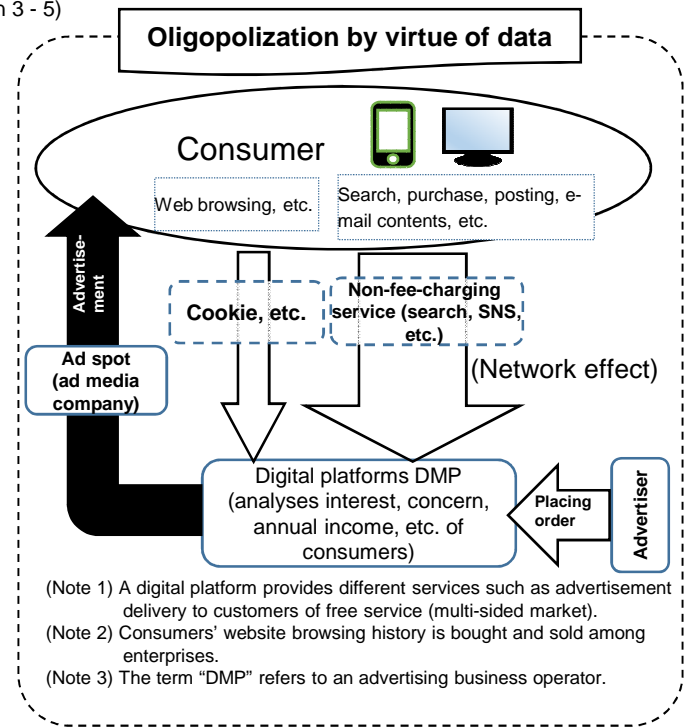 n 3 - 5)
Oligopolization by virtue of data
Consumer
Web browsing, etc.
Search, purchase, posting, e-
mail contents, etc.
Advertise-
ment
Cookie, etc.
Non-fee-charging
service (search, SNS,
etc.)
Ad spot
(ad media
company)
(Network effect)
Digital platforms DMP
(analyses interest, concern,
annual income, etc. of
consumers)
Placing
order
Advertiser
(Note 1) A digital platform provides different services such as advertisement
delivery to customers of free service (multi-sided market).
(Note 2) Consumers’ website browsing history is bought and sold among
enterprises.
(Note 3) The term “DMP” refers to an advertising business operator.